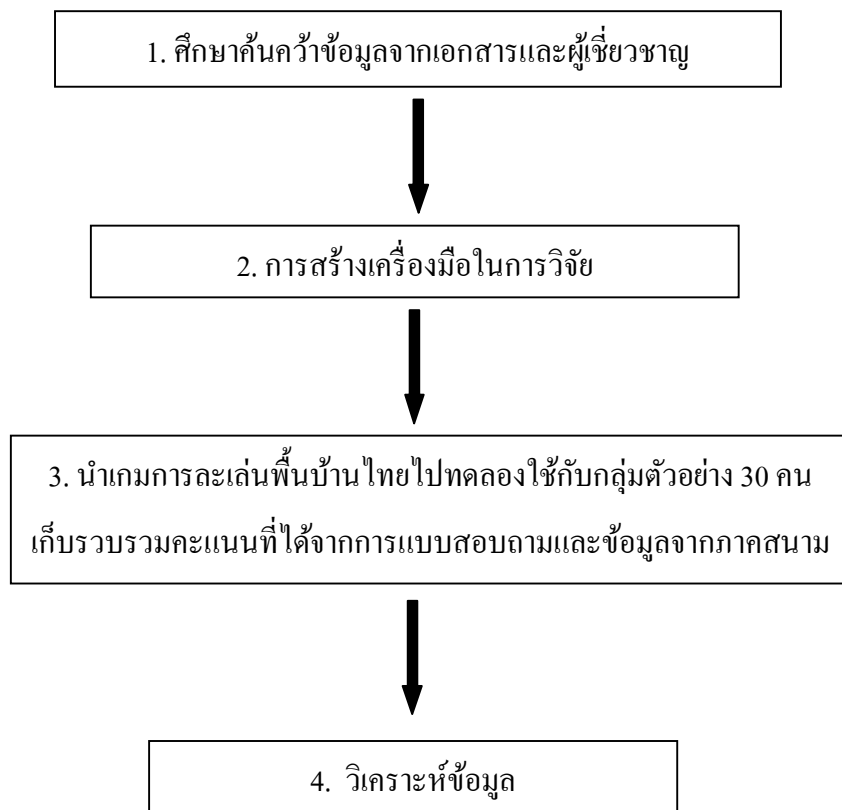 1. ศึกษาค้นคว้าข้อมูลจากเอกสารและผู้เชี่ยวชาญ
2. การสร้างเครื่องมือในการวิจัย
3. นำเกมการละเล่นพื้นบ้านไทยไปทดลองใช้กับกลุ่มตัวอย่าง 30 คน
เก็บรวบรวมคะแนนที่ได้จากการแบบสอบถามและข้อมูลจากภาคสนาม
4. วิเคราะห์ข้อมูล